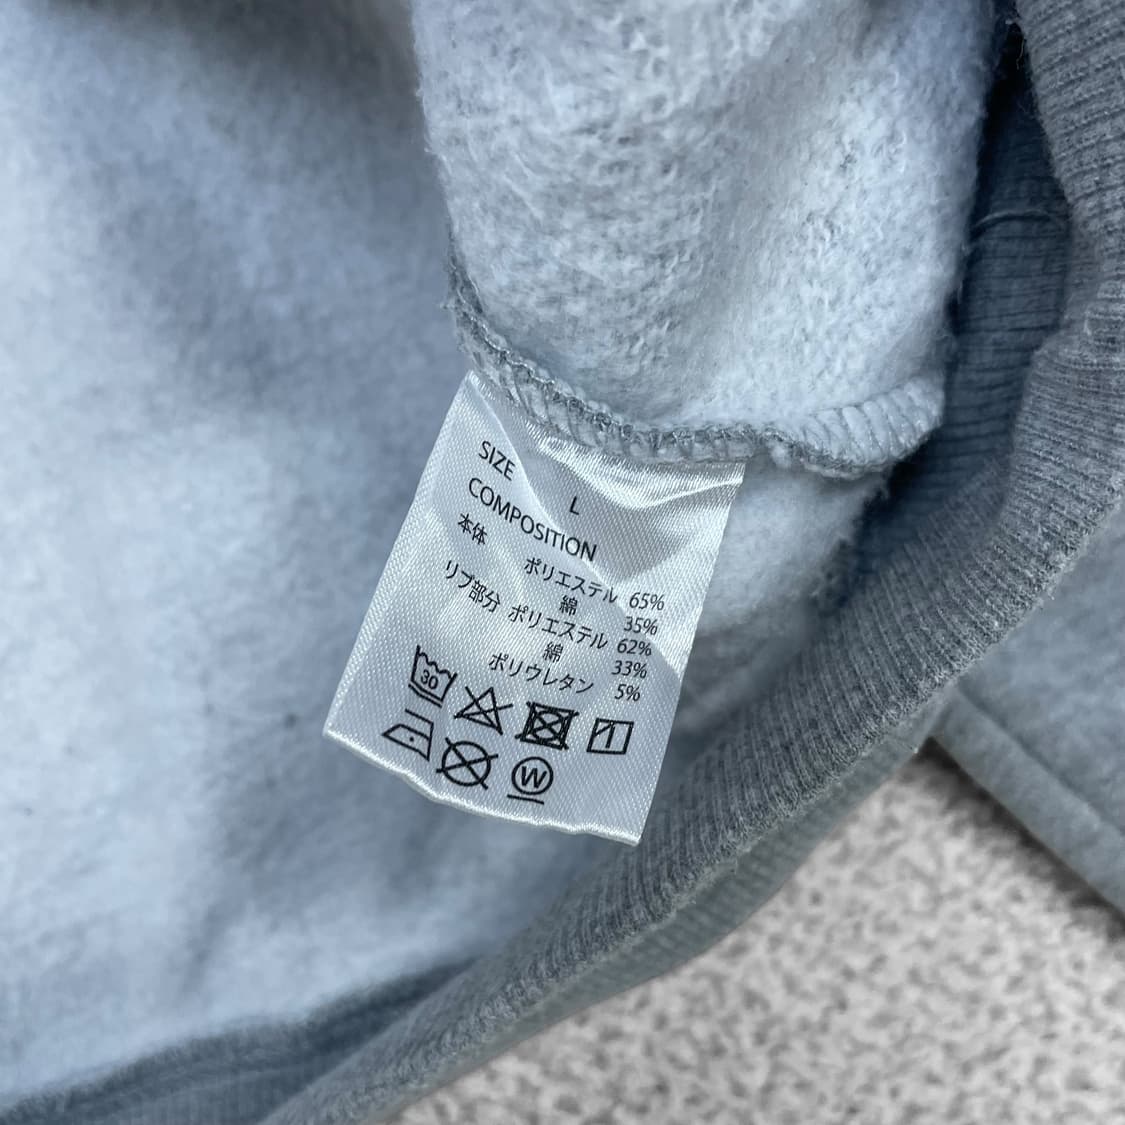 SIZE L
COMPOSITION
本体 ポリエステル 65%
綿 35%
リブ部分 ポリエステル 62%
綿 33%
ポリウレタン 5%
30
W